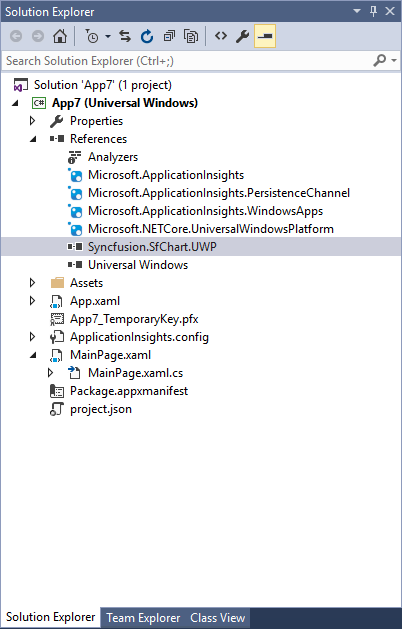 Solution Explorer
Search Solution Explorer (Ctrl+;)
Solution 'App7' (1 project)
C# App7 (Universal Windows)
Properties
References
Analyzers
Microsoft.ApplicationInsights
Microsoft.ApplicationInsights.PersistenceChannel
Microsoft.ApplicationInsights.WindowsApps
Microsoft.NETCore.UniversalWindowsPlatform
Syncfusion.SfChart.UWP
Universal Windows
Assets
App.xaml
App7_TemporaryKey.pfx
ApplicationInsights.config
MainPage.xaml
MainPage.xaml.cs
Package.appxmanifest
project.json
Solution Explorer Team Explorer Class View